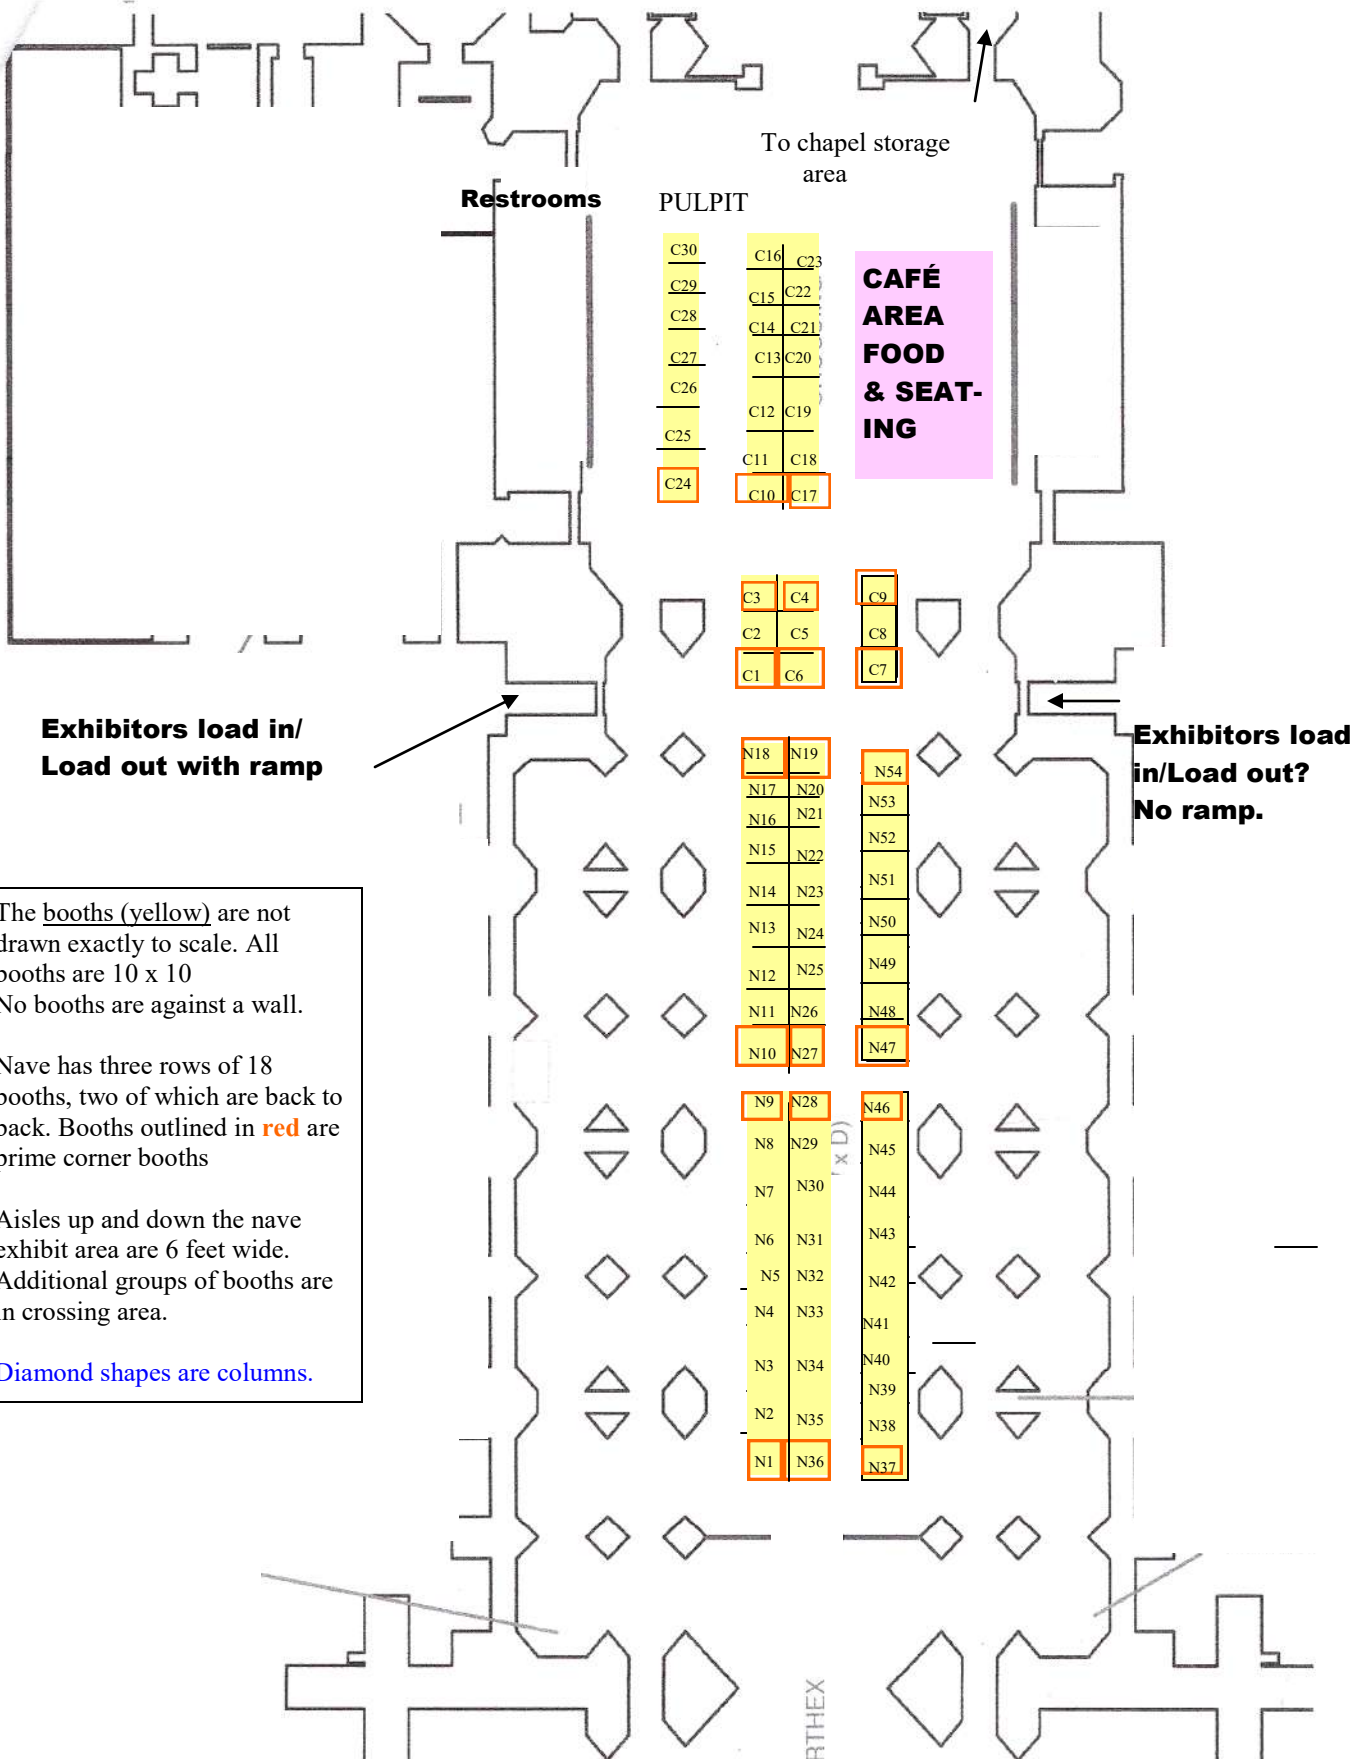 To chapel storage
area
Restrooms
PULPIT
C30
C16 C23
C29
C15 C22
C28
C14 C21
C27
C13 C20
C26
C12 C19
C25
C11 C18
C24
C10 C17
CAFÉ
AREA
FOOD
& SEAT-
ING
C3 C4 C9
C2 C5 C8
C1 C6 C7
Exhibitors load in/
Load out with ramp
Exhibitors load
in/Load out?
No ramp.
N18 N19 N54
N17 N20 N53
N16 N21 N52
N15 N22 N51
N14 N23 N50
N13 N24 N49
N12 N25 N48
N11 N26 N47
N10 N27
N9 N28 N46
N8 N29 N45
N7 N30 N44
N6 N31 N43
N5 N32 N42
N4 N33 N41
N3 N34 N40
N39
N2 N35 N38
N1 N36 N37
x D)
The booths (yellow) are not
drawn exactly to scale. All
booths are 10 x 10
No booths are against a wall.
Nave has three rows of 18
booths, two of which are back to
back. Booths outlined in red are
prime corner booths
Aisles up and down the nave
exhibit area are 6 feet wide.
Additional groups of booths are
in crossing area.
Diamond shapes are columns.
RTHEX